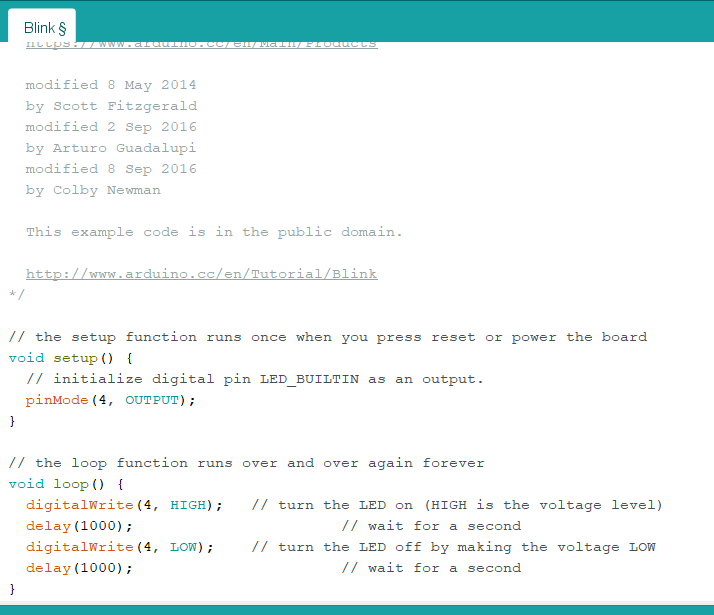 Blink §
https://www.arduino.cc/en/Main/Products
modified 8 May 2014
by Scott Fitzgerald
modified 2 Sep 2016
by Arturo Guadalupi
modified 8 Sep 2016
by Colby Newman
This example code is in the public domain.
http://www.arduino.cc/en/Tutorial/Blink
*/
// the setup function runs once when you press reset or power the board
void setup() {
  // initialize digital pin LED_BUILTIN as an output.
  pinMode(4, OUTPUT);
}
// the loop function runs over and over again forever
void loop() {
  digitalWrite(4, HIGH);   // turn the LED on (HIGH is the voltage level)
  delay(1000);                       // wait for a second
  digitalWrite(4, LOW);    // turn the LED off by making the voltage LOW
  delay(1000);                       // wait for a second
}